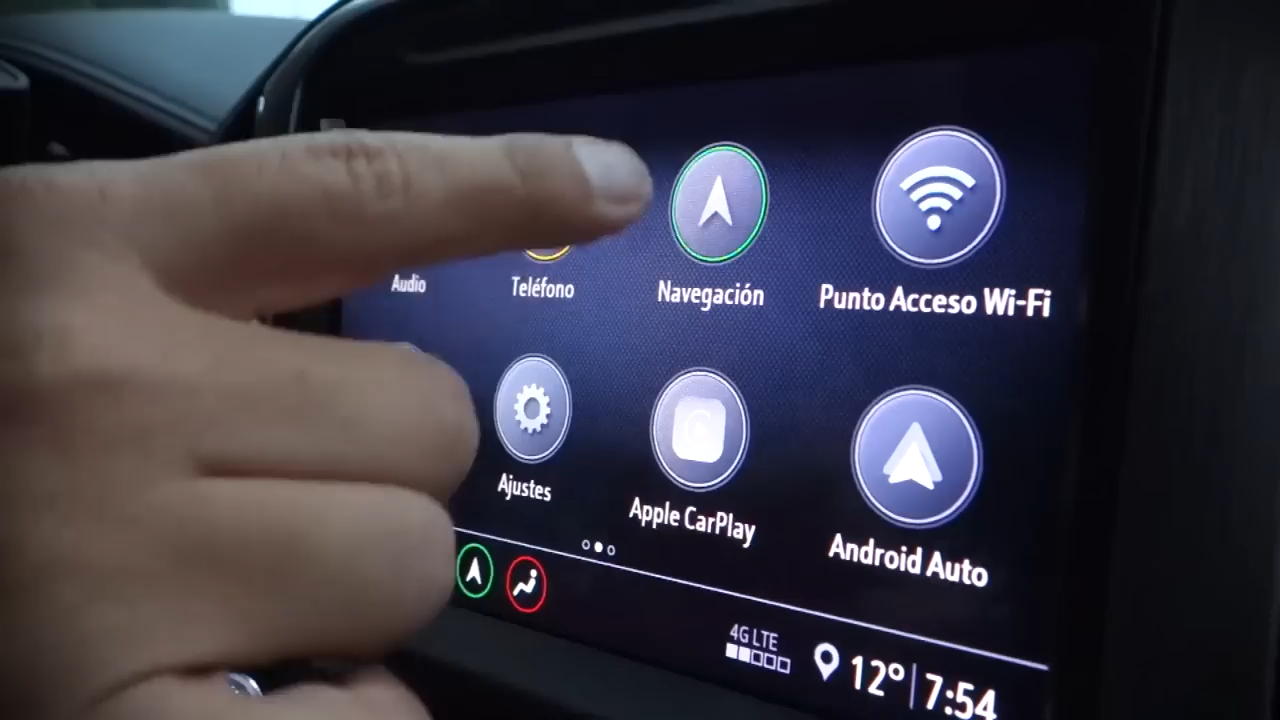 Audio
Teléfono
Navegación
Punto Acceso Wi-Fi
Ajustes
Apple CarPlay
Android Auto
4G LTE
12° 7:54